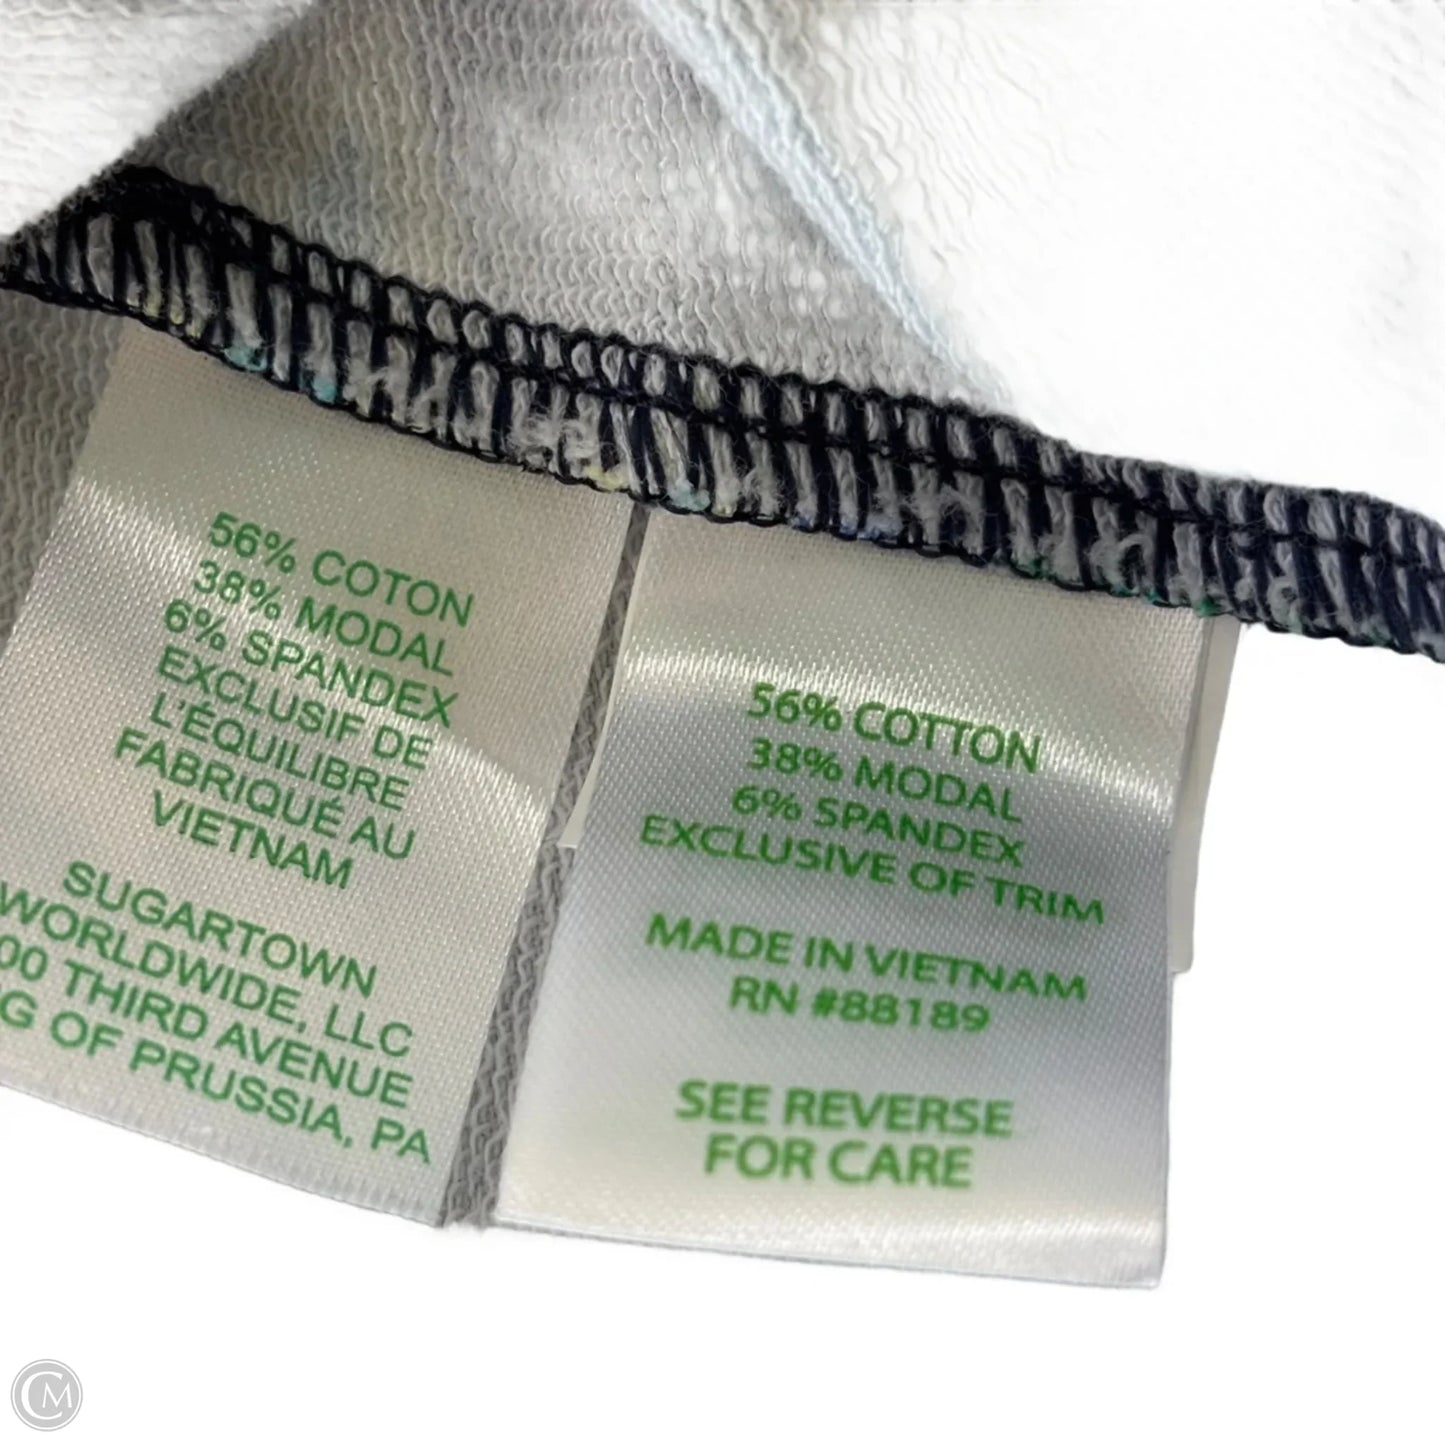 56% COTON
38% MODAL
6% SPANDEX
EXCLUSIF DE
L'ÉQUILIBRE
FABRIQUÉ AU
VIETNAM
SUGARTOWN
WORLDWIDE, LLC
00 THIRD AVENUE
G OF PRUSSIA, PA
56% COTTON
38% MODAL
6% SPANDEX
EXCLUSIVE OF TRIM
MADE IN VIETNAM
RN #88189
SEE REVERSE
FOR CARE
CM